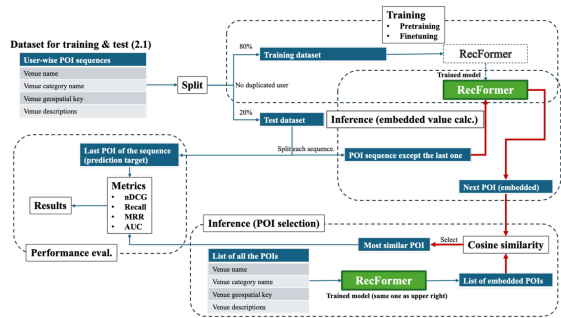 Training
• Pretraining
• Finetuning
Dataset for training & test (2.1)
User-wise POI sequences
Venue name
Venue category name
Venue geospatial key
Venue descriptions
Split
80%
Training dataset
RecFormer
No duplicated user
Trained model
RecFormer
20%
Test dataset
Inference (embedded value calc.)
Split each sequence.
Last POI of the sequence
(prediction target)
POI sequence except the last one
Metrics
• nDCG
• Recall
• MRR
• AUC
Results
Performance eval.
Next POI (embedded)
Inference (POI selection)
Most similar POI
Select
Cosine similarity
List of all the POIs
Venue name
Venue category name
Venue geospatial key
Venue descriptions
RecFormer
Trained model (same one as upper right)
List of embedded POIs